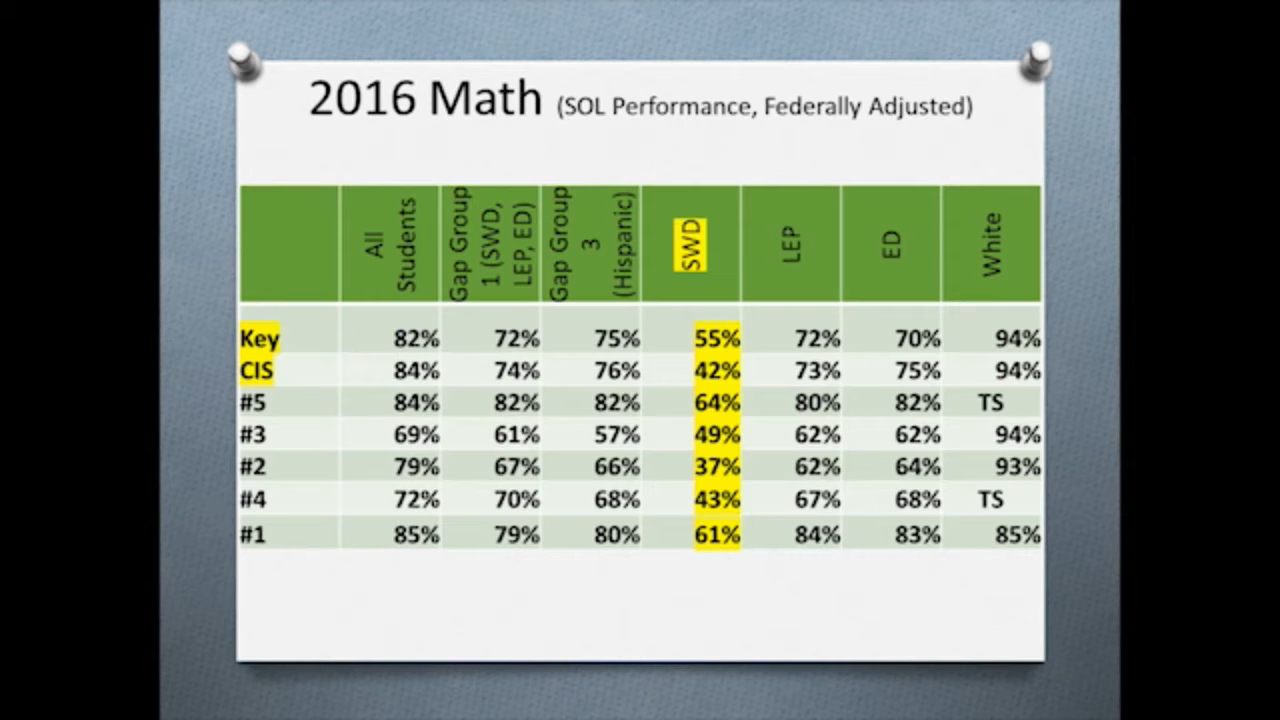 2016 Math (SOL Performance, Federally Adjusted)
All Students Gap Group 1 (SWD, LEP, ED) Gap Group 3 (Hispanic) SWD LEP ED White
Key 82% 72% 75% 55% 72% 70% 94%
CIS 84% 74% 76% 42% 73% 75% 94%
#5 84% 82% 82% 64% 80% 82% TS
#3 69% 61% 57% 49% 62% 62% 94%
#2 79% 67% 66% 37% 62% 64% 93%
#4 72% 70% 68% 43% 67% 68% TS
#1 85% 79% 80% 61% 84% 83% 85%